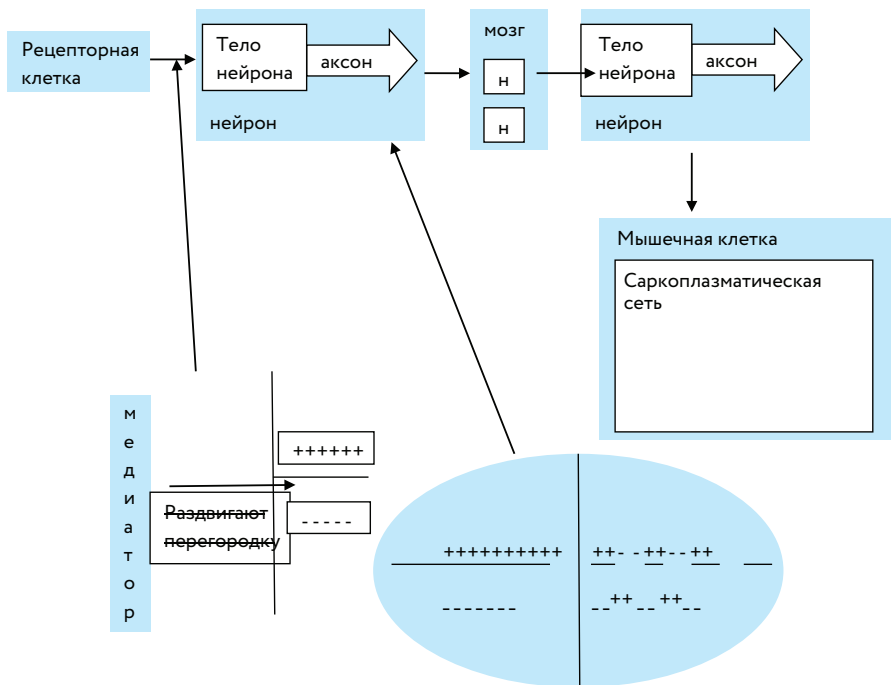 Рецепторная
клетка
Тело
нейрона
аксон
нейрон
мозг
н
н
Тело
нейрона
аксон
нейрон
Мышечная клетка
Саркоплазматическая
сеть
м
е
д
и
а
т
о
р
++++++
- - - - -
Раздвигают
перегородку
++++++++++
-------
++- -++--++
--++--++--